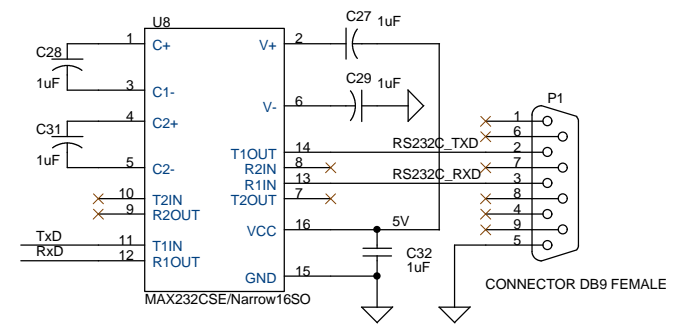 U8
C27 1uF
C28
1uF
1 C+
3 C1-
C31
1uF
4 C2+
5 C2-
10 T2IN
9 R2OUT
TxD 11 T1IN
RxD 12 R1OUT
V+ 2
C29 1uF
V- 6
T1OUT 14 RS232C_TXD
R2IN 8
R1IN 13 RS232C_RXD
T2OUT 7
VCC 16 5V
C32
1uF
GND 15
MAX232CSE/Narrow16SO
P1
1
6
2
7
3
8
4
9
5
CONNECTOR DB9 FEMALE